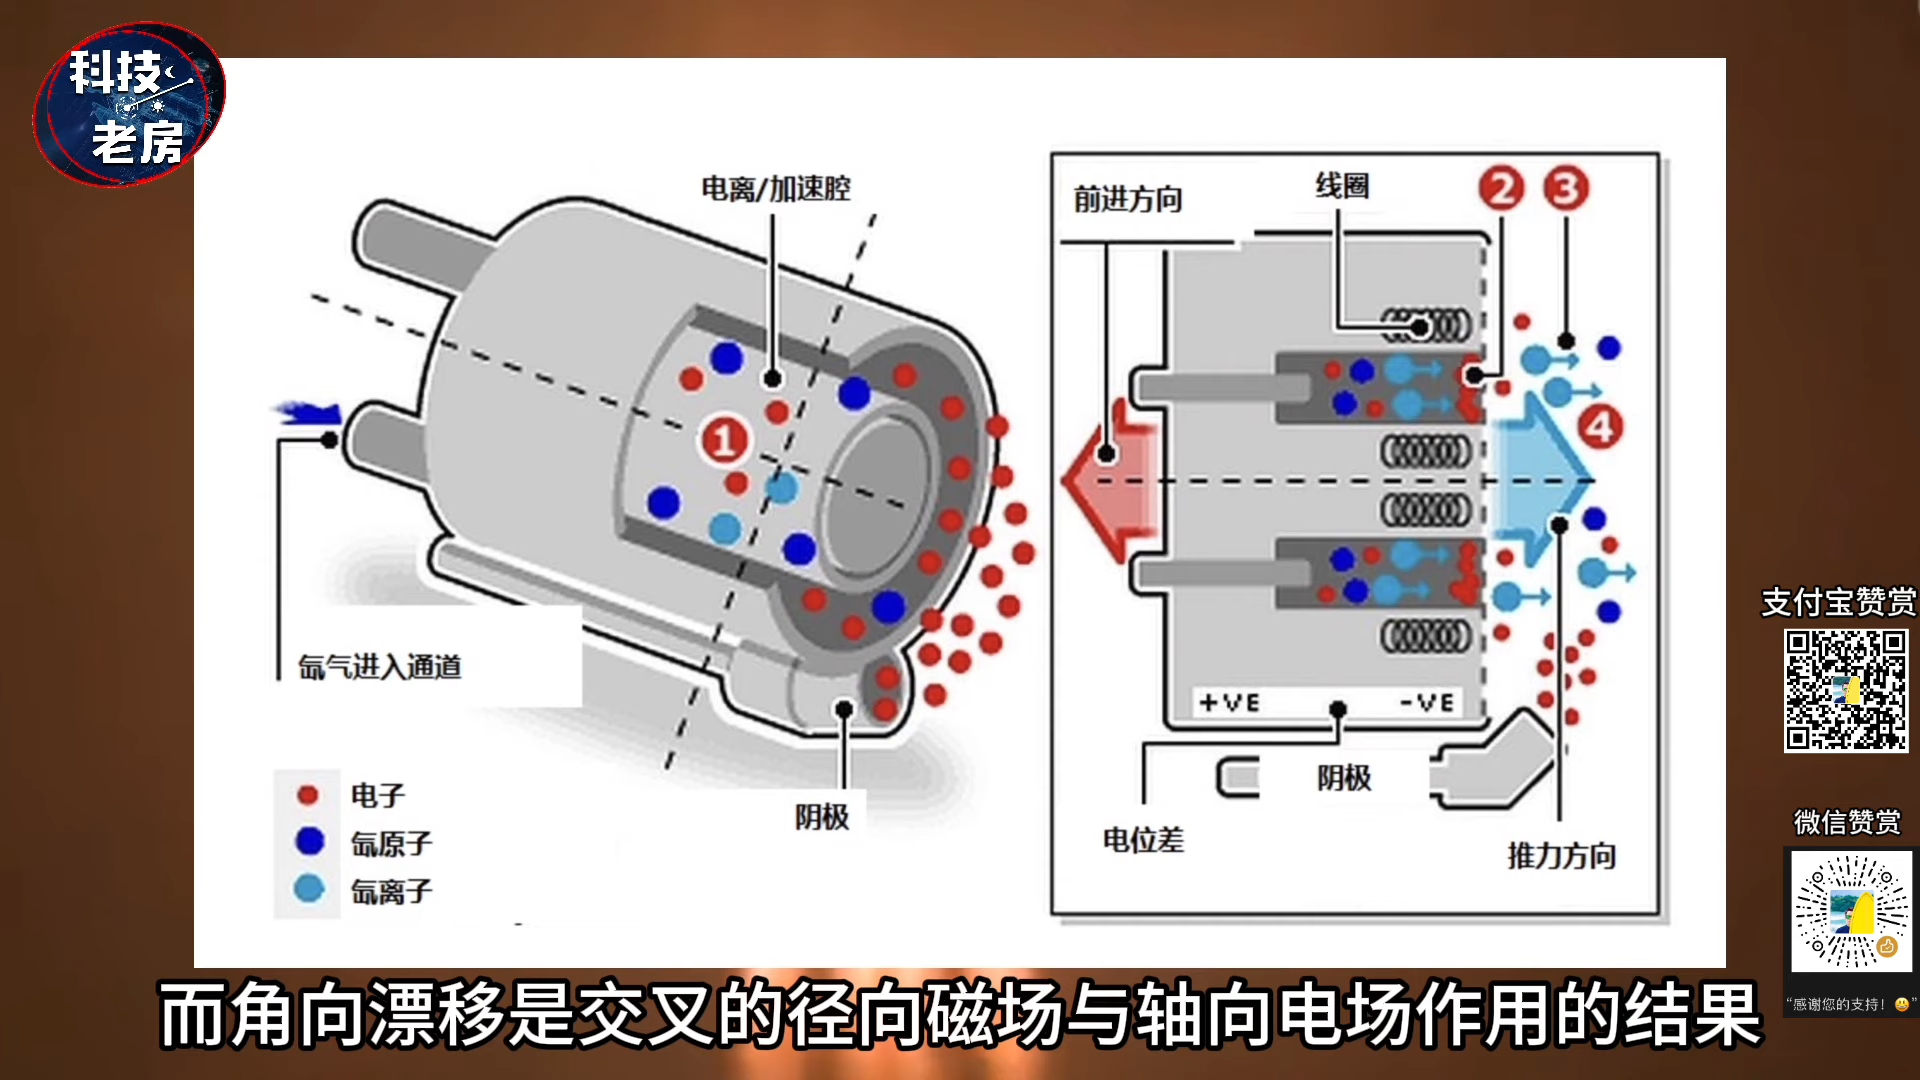 科技
老房
电离/加速腔
前进方向
线圈
2
3
1
4
氙气进入通道
+VE
-VE
阴极
阴极
电位差
推力方向
电子
氙原子
氙离子
支付宝赞赏
微信赞赏
“感谢您的支持！😃”
而角向漂移是交叉的径向磁场与轴向电场作用的结果